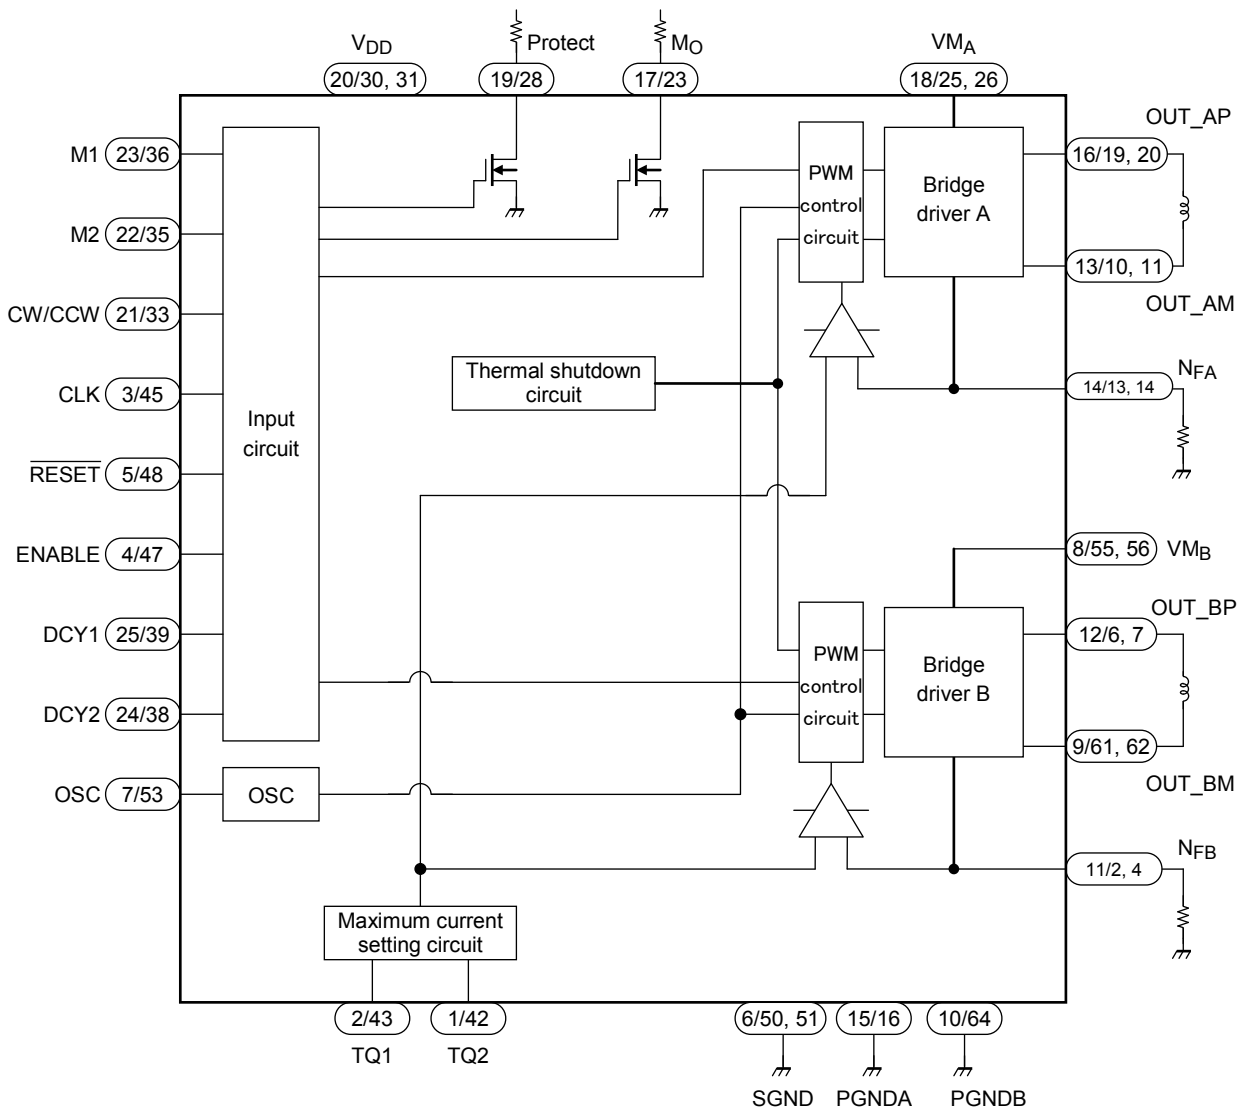 VDD
Protect
MO
VMA
20/30, 31
19/28
17/23
18/25, 26
OUT_AP
M1
23/36
16/19, 20
PWM
control
circuit
Bridge
driver A
M2
22/35
13/10, 11
OUT_AM
CW/CCW
21/33
Thermal shutdown
circuit
NFA
14/13, 14
CLK
3/45
Input
circuit
RESET
5/48
ENABLE
4/47
8/55, 56
VMB
OUT_BP
DCY1
25/39
12/6, 7
PWM
control
circuit
Bridge
driver B
DCY2
24/38
9/61, 62
OUT_BM
OSC
7/53
OSC
NFB
11/2, 4
Maximum current
setting circuit
2/43
1/42
6/50, 51
15/16
10/64
TQ1
TQ2
SGND
PGNDA
PGNDB